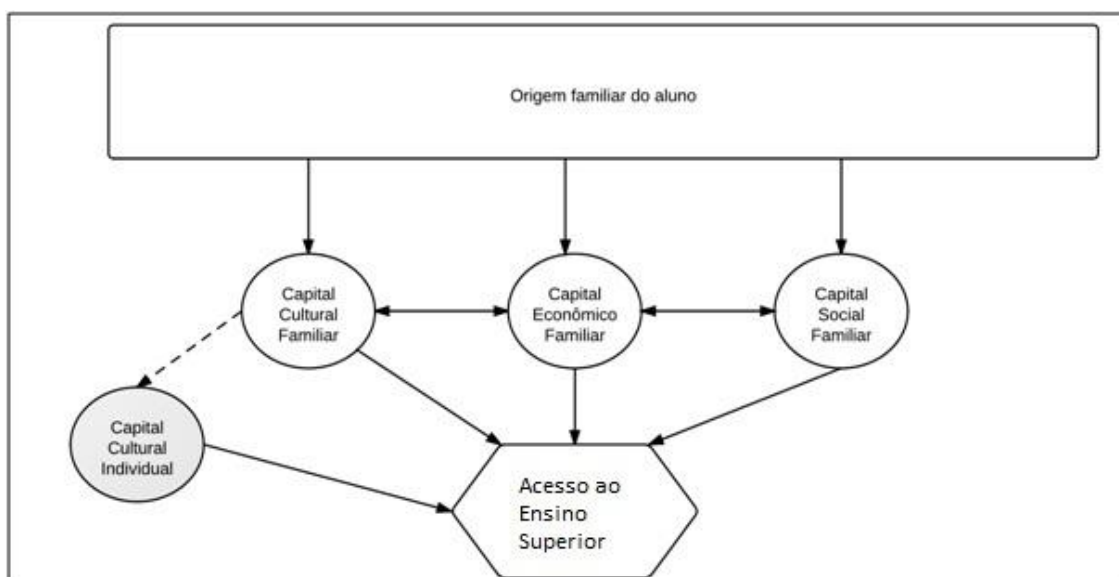 Origem familiar do aluno
Capital
Cultural
Familiar
Capital
Econômico
Familiar
Capital
Social
Familiar
Capital
Cultural
Individual
Acesso ao
Ensino
Superior